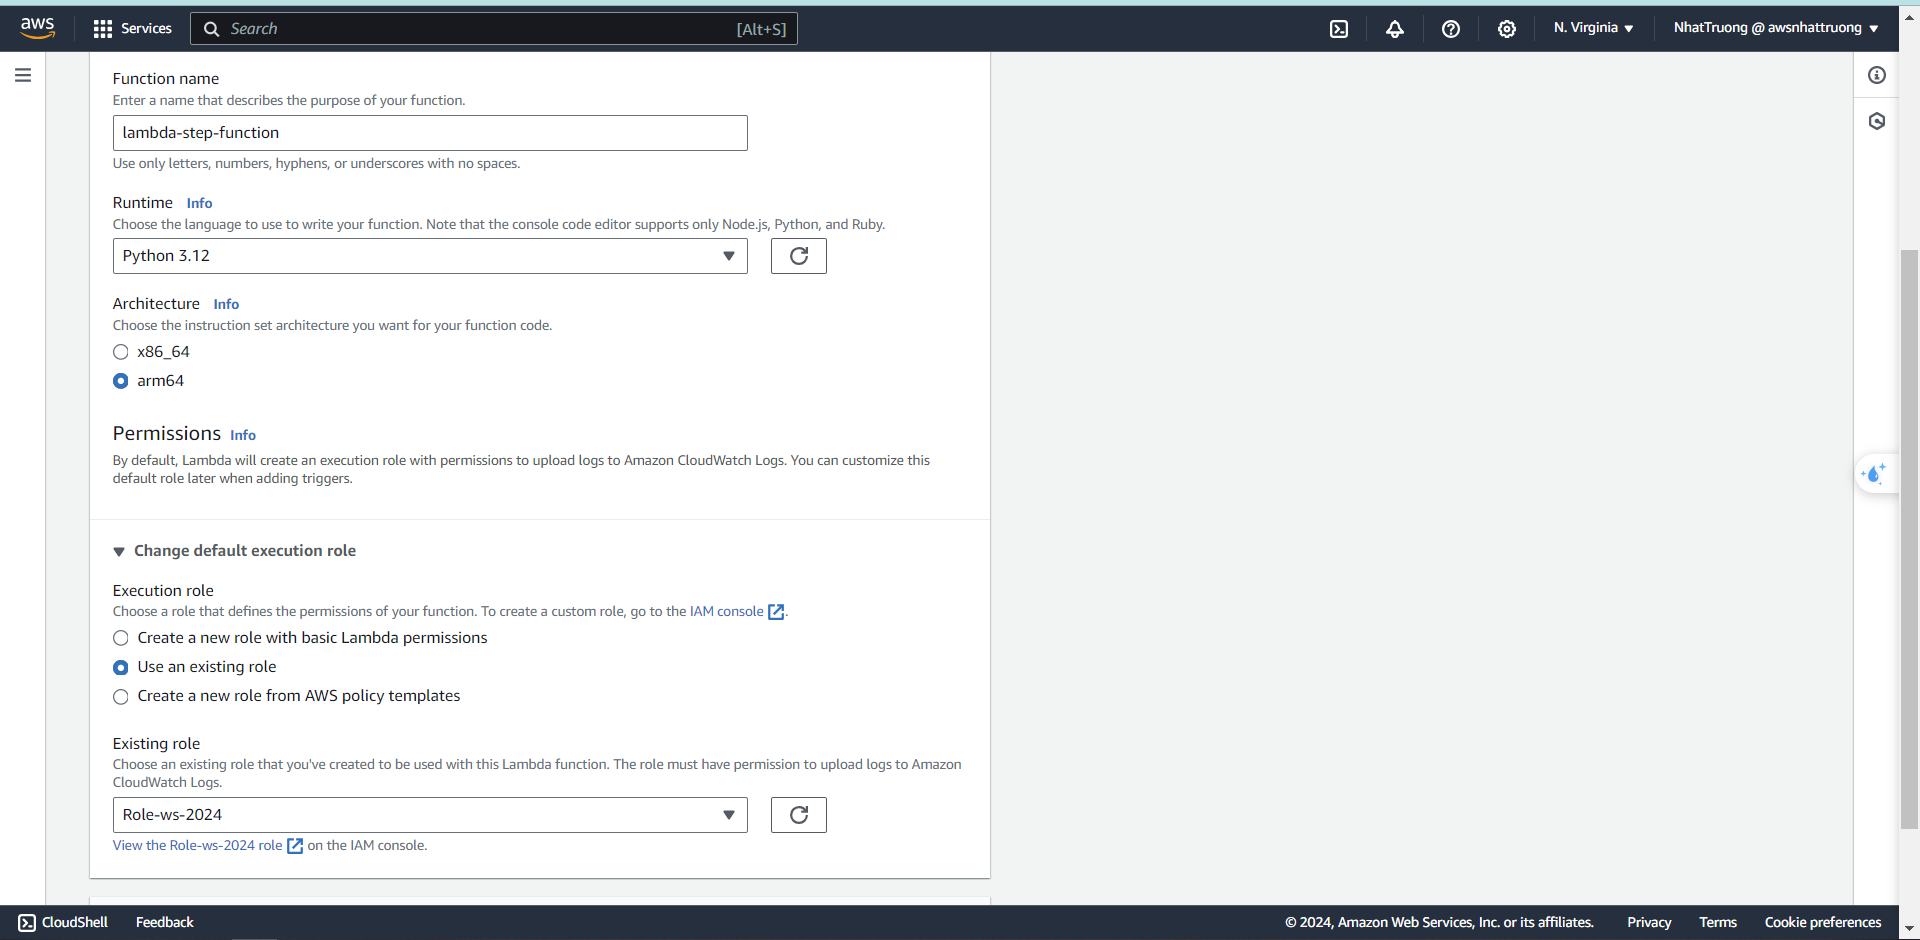 aws
Services
Search
[Alt+S]
N. Virginia
NhatTruong @ awsnhattruong
Function name
Enter a name that describes the purpose of your function.
lambda-step-function
Use only letters, numbers, hyphens, or underscores with no spaces.
Runtime Info
Choose the language to use to write your function. Note that the console code editor supports only Node.js, Python, and Ruby.
Python 3.12
Architecture Info
Choose the instruction set architecture you want for your function code.
x86_64
arm64
Permissions Info
By default, Lambda will create an execution role with permissions to upload logs to Amazon CloudWatch Logs. You can customize this
default role later when adding triggers.
Change default execution role
Execution role
Choose a role that defines the permissions of your function. To create a custom role, go to the IAM console.
Create a new role with basic Lambda permissions
Use an existing role
Create a new role from AWS policy templates
Existing role
Choose an existing role that you've created to be used with this Lambda function. The role must have permission to upload logs to Amazon
CloudWatch Logs.
Role-ws-2024
View the Role-ws-2024 role on the IAM console.
CloudShell
Feedback
© 2024, Amazon Web Services, Inc. or its affiliates.
Privacy
Terms
Cookie preferences